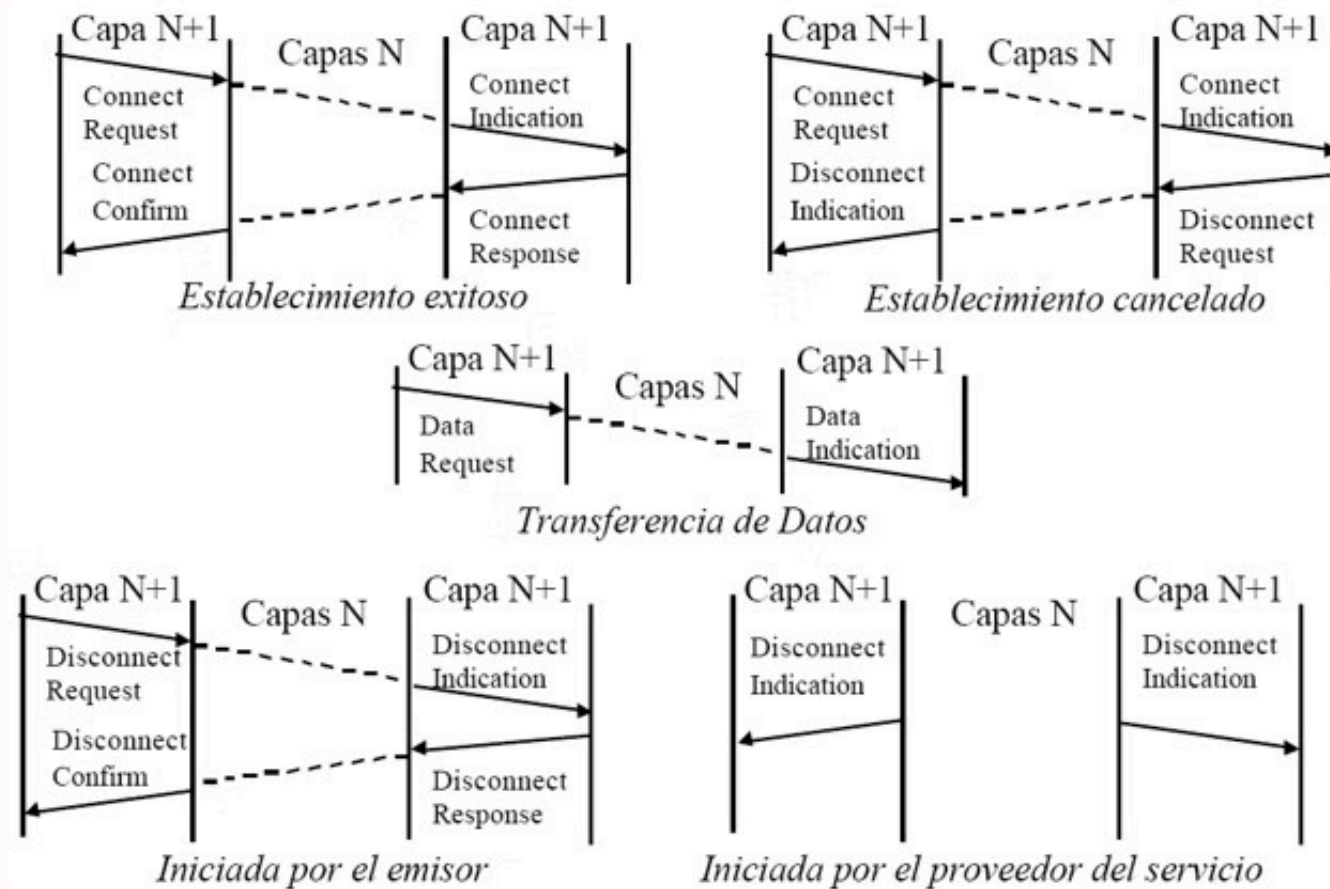 Capa N+1
Capas N
Capa N+1
Connect
Request
Connect
Confirm
Connect
Indication
Connect
Response
Establecimiento exitoso
Capa N+1
Capas N
Capa N+1
Connect
Request
Disconnect
Indication
Connect
Indication
Disconnect
Request
Establecimiento cancelado
Capa N+1
Capas N
Capa N+1
Data
Request
Data
Indication
Transferencia de Datos
Capa N+1
Capas N
Capa N+1
Disconnect
Request
Disconnect
Confirm
Disconnect
Indication
Disconnect
Response
Iniciada por el emisor
Capa N+1
Capas N
Capa N+1
Disconnect
Indication
Disconnect
Indication
Iniciada por el proveedor del servicio